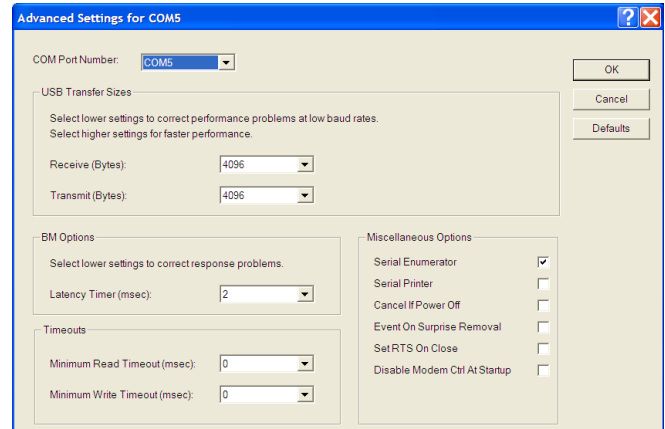 Advanced Settings for COM5
COM Port Number: COM5
OK
Cancel
Defaults
USB Transfer Sizes
Select lower settings to correct performance problems at low baud rates.
Select higher settings for faster performance.
Receive (Bytes): 4096
Transmit (Bytes): 4096
BM Options
Select lower settings to correct response problems.
Latency Timer (msec): 2
Timeouts
Minimum Read Timeout (msec): 0
Minimum Write Timeout (msec): 0
Miscellaneous Options
Serial Enumerator
Serial Printer
Cancel If Power Off
Event On Surprise Removal
Set RTS On Close
Disable Modem Ctrl At Startup